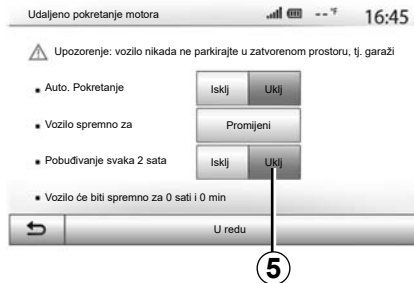 Udaljeno pokretanje motora
--°F 16:45
Upozorenje: vozilo nikada ne parkirajte u zatvorenom prostoru, tj. garaži
Auto. Pokretanje Isklj Uklj
Vozilo spremno za Promijeni
Pobuđivanje svaka 2 sata Isklj Uklj
Vozilo će biti spremno za 0 sati i 0 min
U redu
5